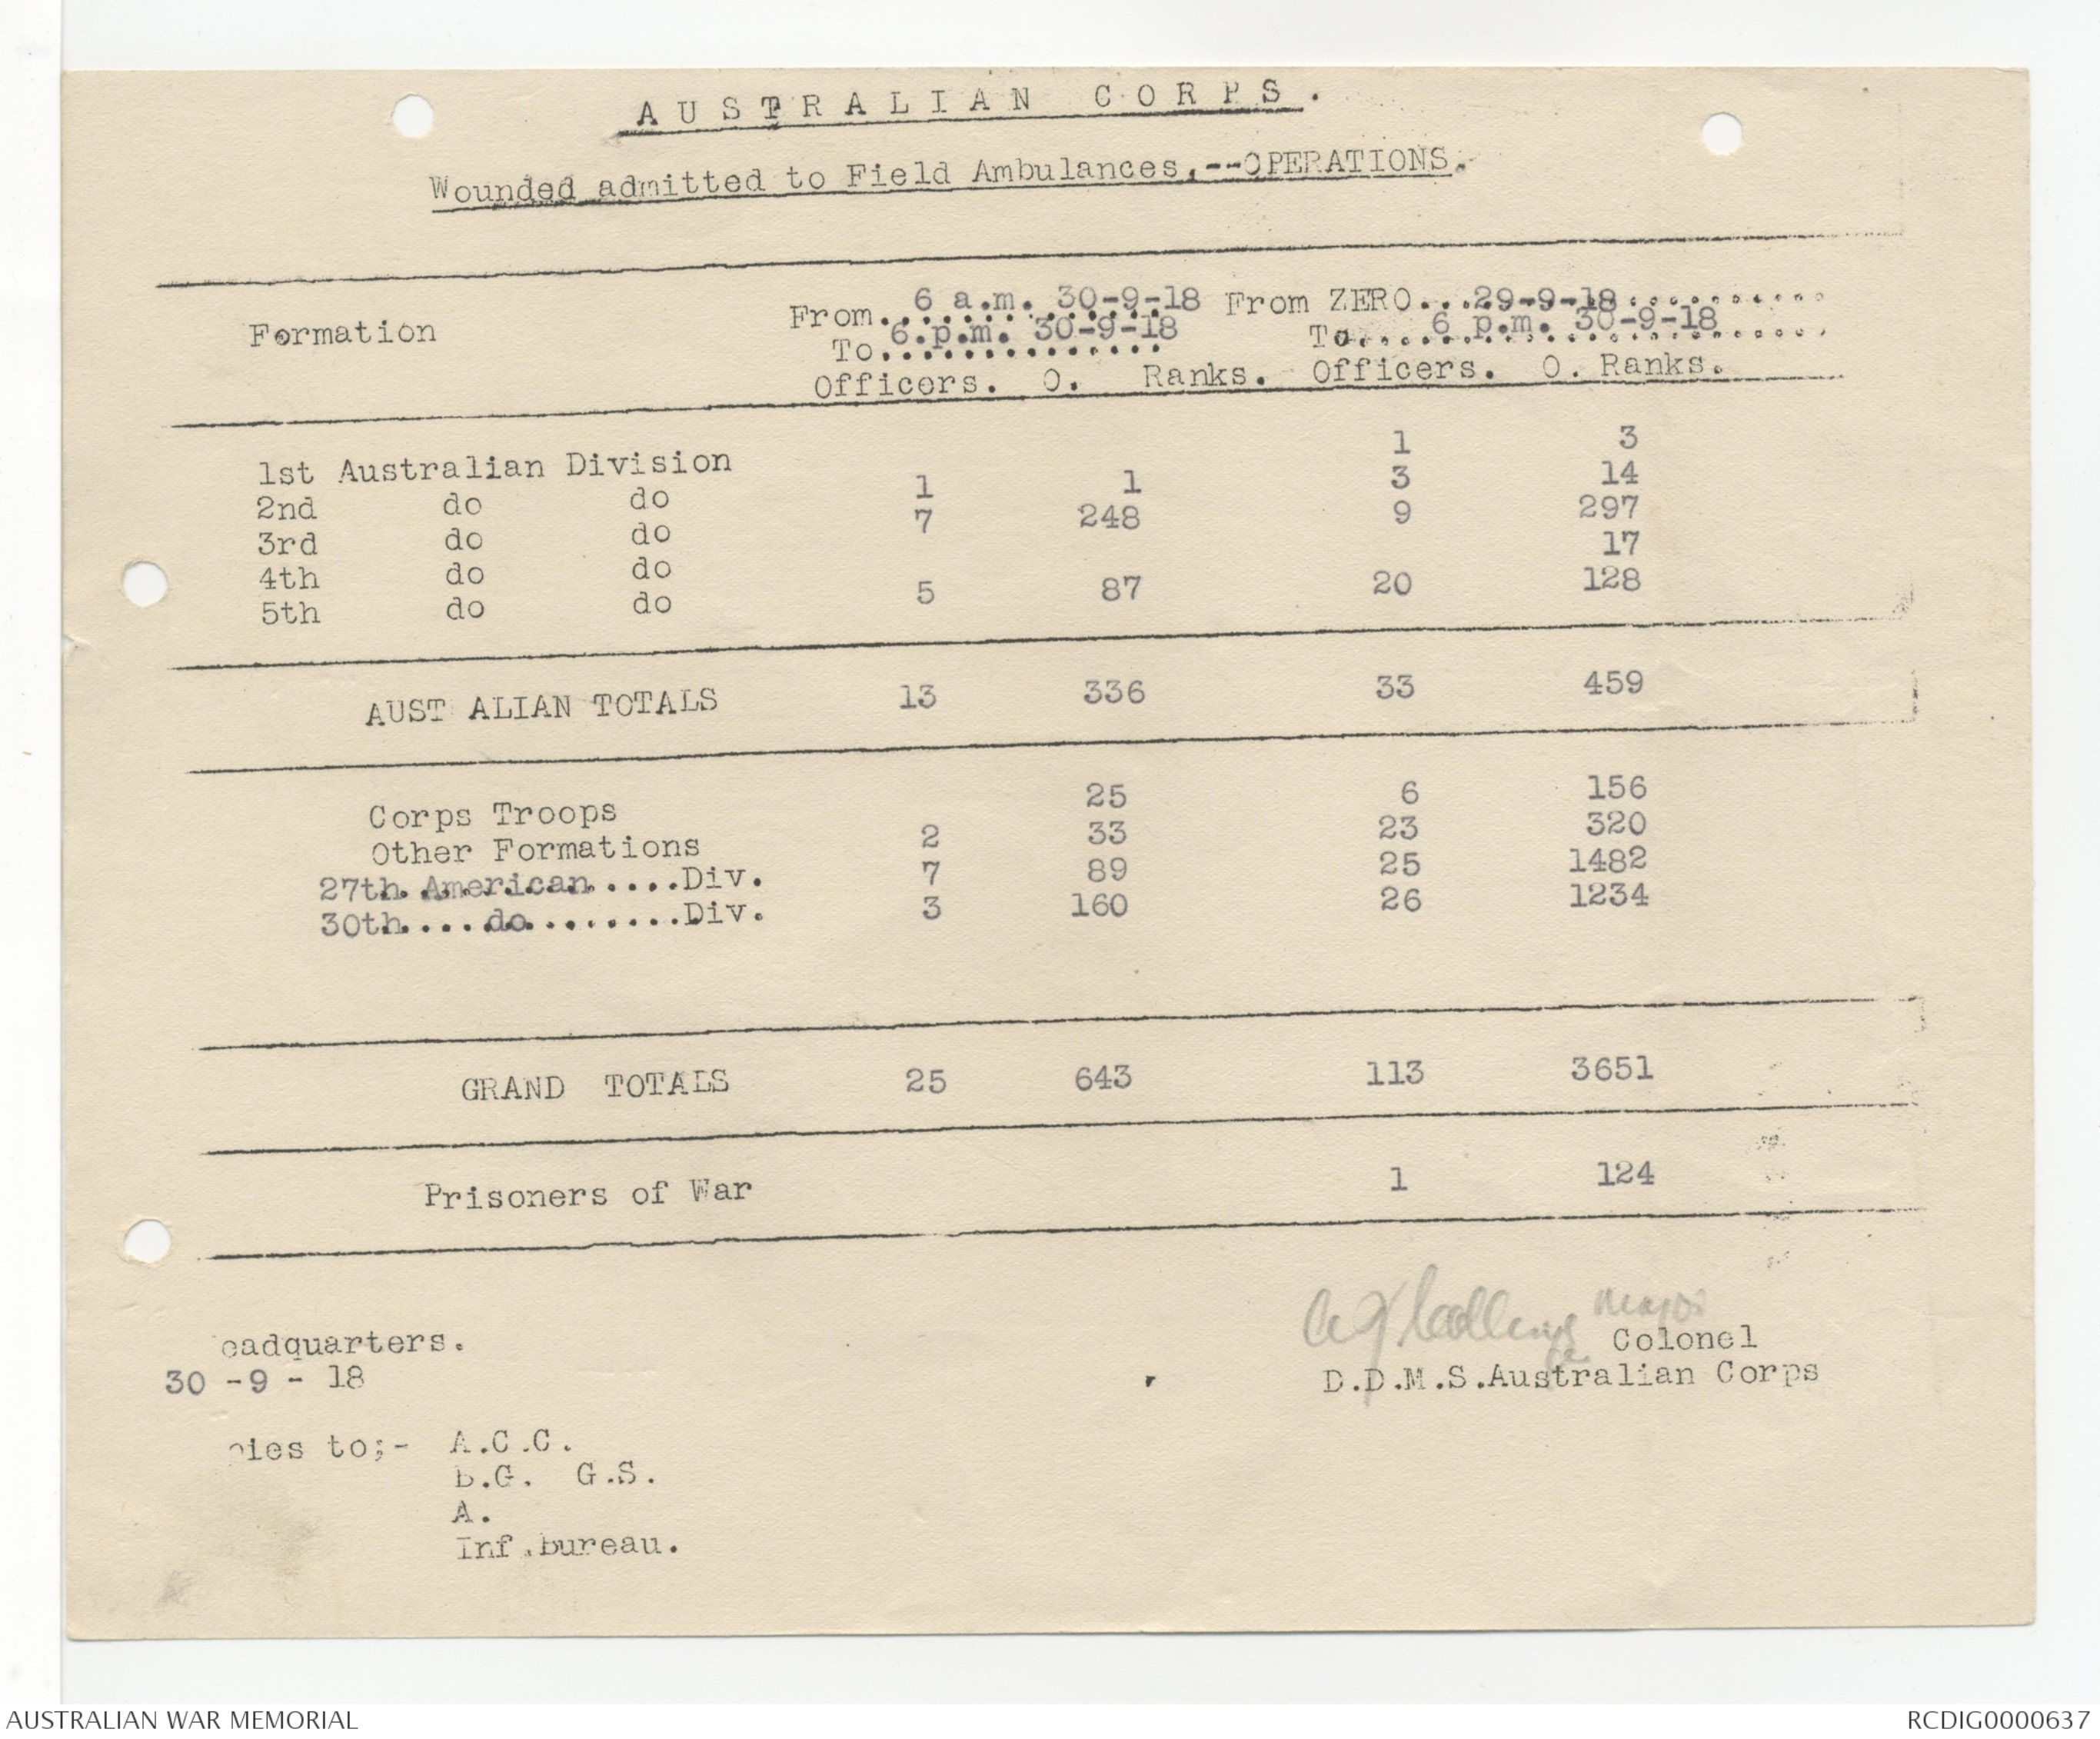 AUSTRALIAN CORPS.
Wounded admitted to Field Ambulances,--OPERATIONS.
Formation
From. 6 a.m. 30-9-18 From ZERO...29-9-18...........
To 6.p.m. 30-9-18 To..... 6 p.m. 30-9-18
Officers. O. Ranks. Officers. O. Ranks.
1st Australian Division 1 3
2nd do do 1 1 3 14
3rd do do 7 248 9 297
4th do do 17
5th do do 5 87 20 128
AUST ALIAN TOTALS 13 336 33 459
Corps Troops 25 6 156
Other Formations 2 33 23 320
27th American....Div. 7 89 25 1482
30th....do........Div. 3 160 26 1234
GRAND TOTALS 25 643 113 3651
Prisoners of War 1 124
Major
eadquarters. Colonel
30 -9 - 18 D.D.M.S.Australian Corps
pies to;- A.C.C.
B.G. G.S.
A.
Inf.bureau.
AUSTRALIAN WAR MEMORIAL RCDIG0000637